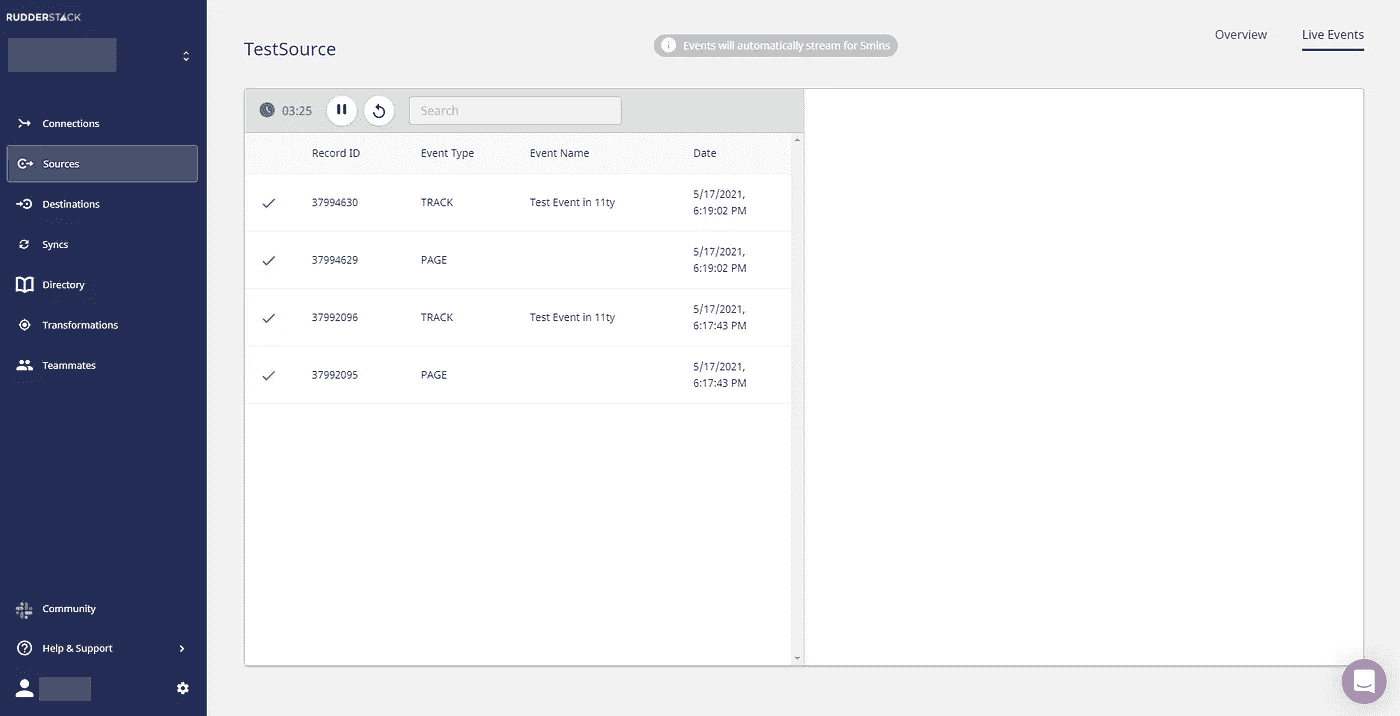 RUDDERSTACK
Connections
Sources
Destinations
Syncs
Directory
Transformations
Teammates
Community
Help & Support
TestSource
Events will automatically stream for 5mins
Overview
Live Events
03:25
Search
Record ID Event Type Event Name Date
37994630 TRACK Test Event in 11ty 5/17/2021,
6:19:02 PM
37994629 PAGE 5/17/2021,
6:19:02 PM
37992096 TRACK Test Event in 11ty 5/17/2021,
6:17:43 PM
37992095 PAGE 5/17/2021,
6:17:43 PM